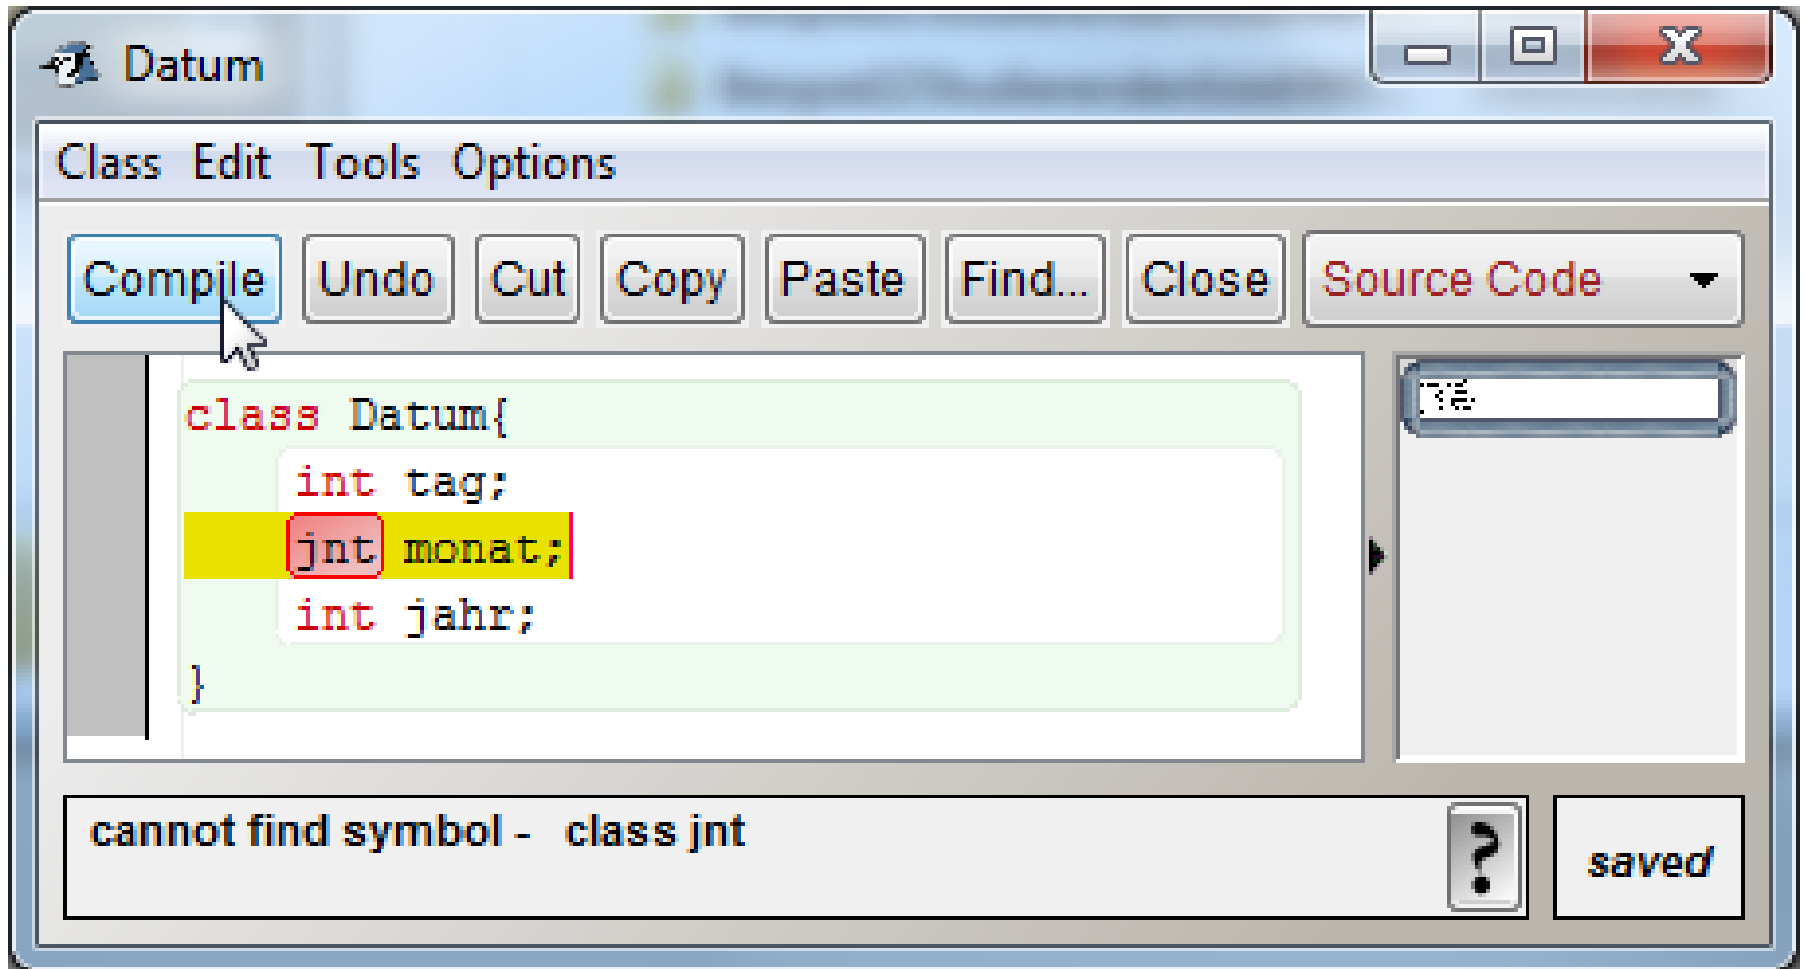 Datum
Class Edit Tools Options
Compile Undo Cut Copy Paste Find... Close Source Code
class Datum{
int tag;
jnt monat;
int jahr;
}
cannot find symbol - class jnt
?
saved